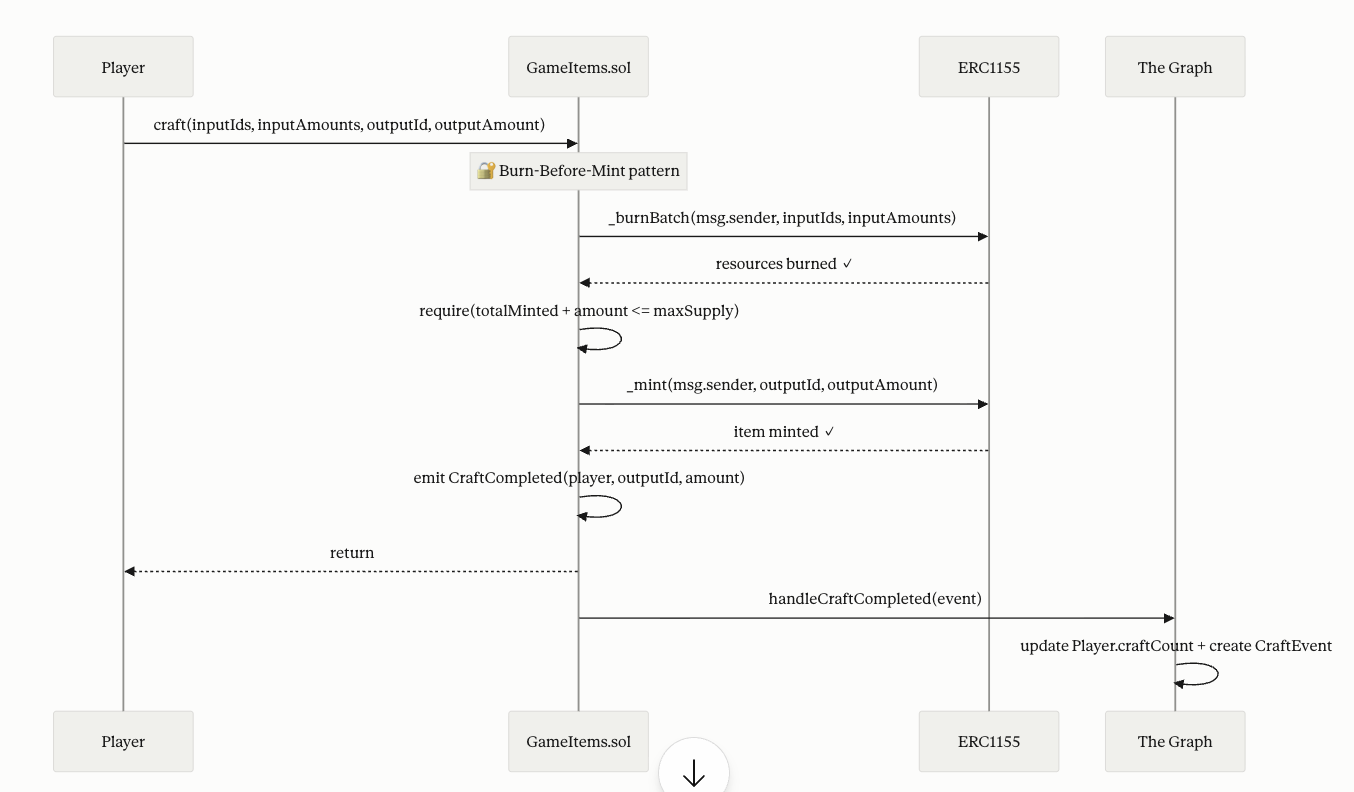 Player
GameItems.sol
ERC1155
The Graph
craft(inputIds, inputAmounts, outputId, outputAmount)
🔐 Burn-Before-Mint pattern
_burnBatch(msg.sender, inputIds, inputAmounts)
resources burned ✓
require(totalMinted + amount <= maxSupply)
_mint(msg.sender, outputId, outputAmount)
item minted ✓
emit CraftCompleted(player, outputId, amount)
return
handleCraftCompleted(event)
update Player.craftCount + create CraftEvent
Player
GameItems.sol
ERC1155
The Graph